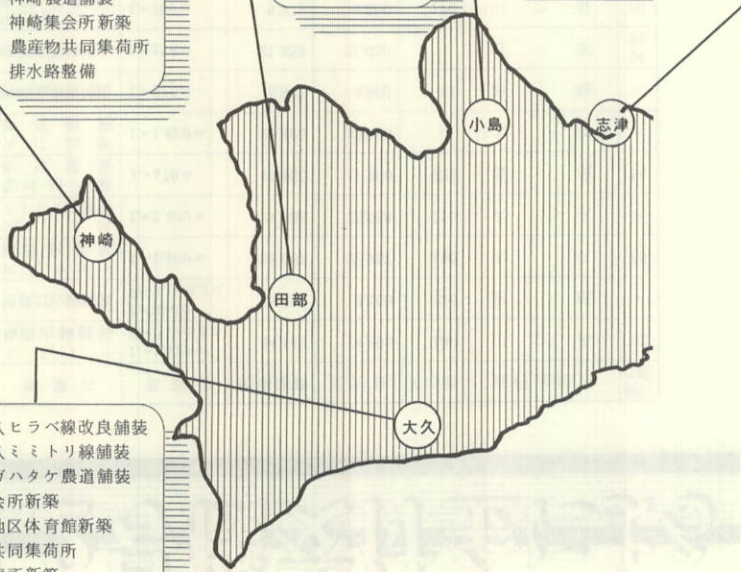 神崎農道舗装
神崎集会所新築
農産物共同集荷所
排水路整備
小島
志津
神崎
田部
大久
ヒラベ線改良舗装
ミミトリ線舗装
ハタケ農道舗装
会所新築
地区体育館新築
共同集荷所